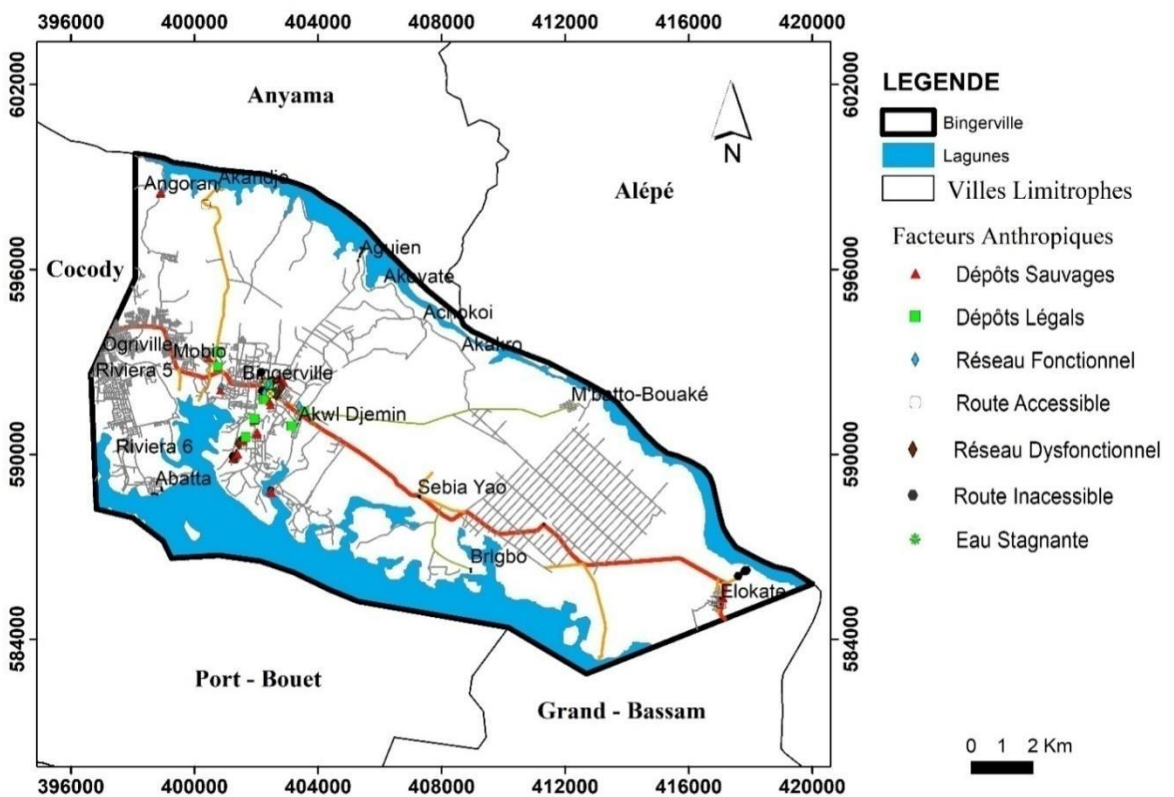 396000 400000 404000 408000 412000 416000 420000
602000
602000
Anyama
N
LEGENDE
Bingerville
Lagunes
Villes Limitrophes
Facteurs Anthropiques
Dépôts Sauvages
Dépôts Légals
Réseau Fonctionnel
Route Accessible
Réseau Dysfonctionnel
Route Inacessible
Eau Stagnante
Alépé
Angoran
Akandje
596000
596000
Cocody
Aguien
Akoyate
Achokoi
Akakro
Ogriville
Mobio
Riviera 5
Bingerville
M'batto-Bouaké
Akwl Djemin
590000
590000
Riviera 6
Abatta
Sebia Yao
Brigbo
Elokate
584000
584000
Port - Bouet
Grand - Bassam
0 1 2 Km
396000 400000 404000 408000 412000 416000 420000